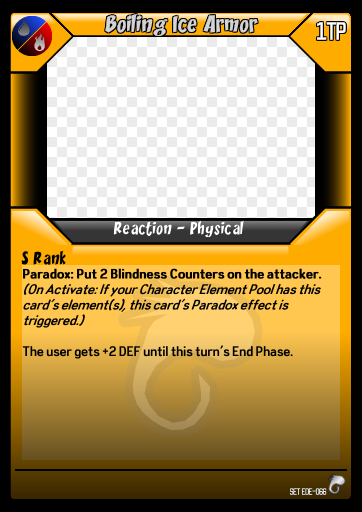 Boiling Ice Armor
1TP
Reaction - Physical
S Rank
Paradox: Put 2 Blindness Counters on the attacker.
(On Activate: If your Character Element Pool has this
card's element(s), this card's Paradox effect is
triggered.)
The user gets +2 DEF until this turn's End Phase.
SET EOE-066